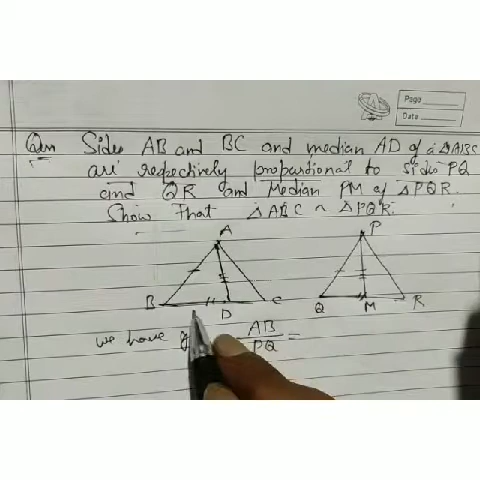 Page
Date
Qn Sides AB and BC and median AD of a ΔABC
are respectively propurdional to sides PQ
and QR and Median PM of ΔPQR.
Show That ΔABC ~ ΔPQR.
A
P
B
D
C
Q
M
R
we have AB
PQ =